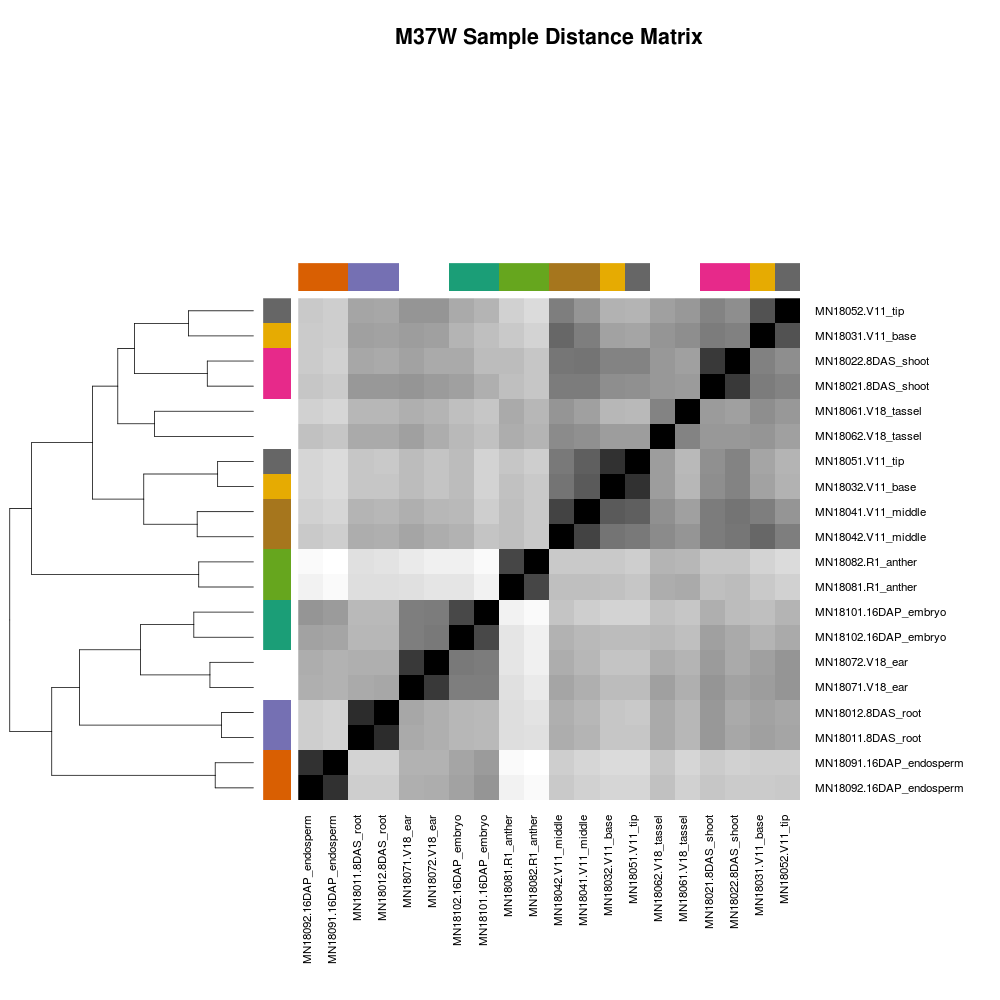 M37W Sample Distance Matrix
MN18052.V11_tip
MN18031.V11_base
MN18022.8DAS_shoot
MN18021.8DAS_shoot
MN18061.V18_tassel
MN18062.V18_tassel
MN18051.V11_tip
MN18032.V11_base
MN18041.V11_middle
MN18042.V11_middle
MN18082.R1_anther
MN18081.R1_anther
MN18101.16DAP_embryo
MN18102.16DAP_embryo
MN18072.V18_ear
MN18071.V18_ear
MN18012.8DAS_root
MN18011.8DAS_root
MN18091.16DAP_endosperm
MN18092.16DAP_endosperm
MN18092.16DAP_endosperm
MN18091.16DAP_endosperm
MN18011.8DAS_root
MN18012.8DAS_root
MN18071.V18_ear
MN18072.V18_ear
MN18102.16DAP_embryo
MN18101.16DAP_embryo
MN18081.R1_anther
MN18082.R1_anther
MN18042.V11_middle
MN18041.V11_middle
MN18032.V11_base
MN18051.V11_tip
MN18062.V18_tassel
MN18061.V18_tassel
MN18021.8DAS_shoot
MN18022.8DAS_shoot
MN18031.V11_base
MN18052.V11_tip